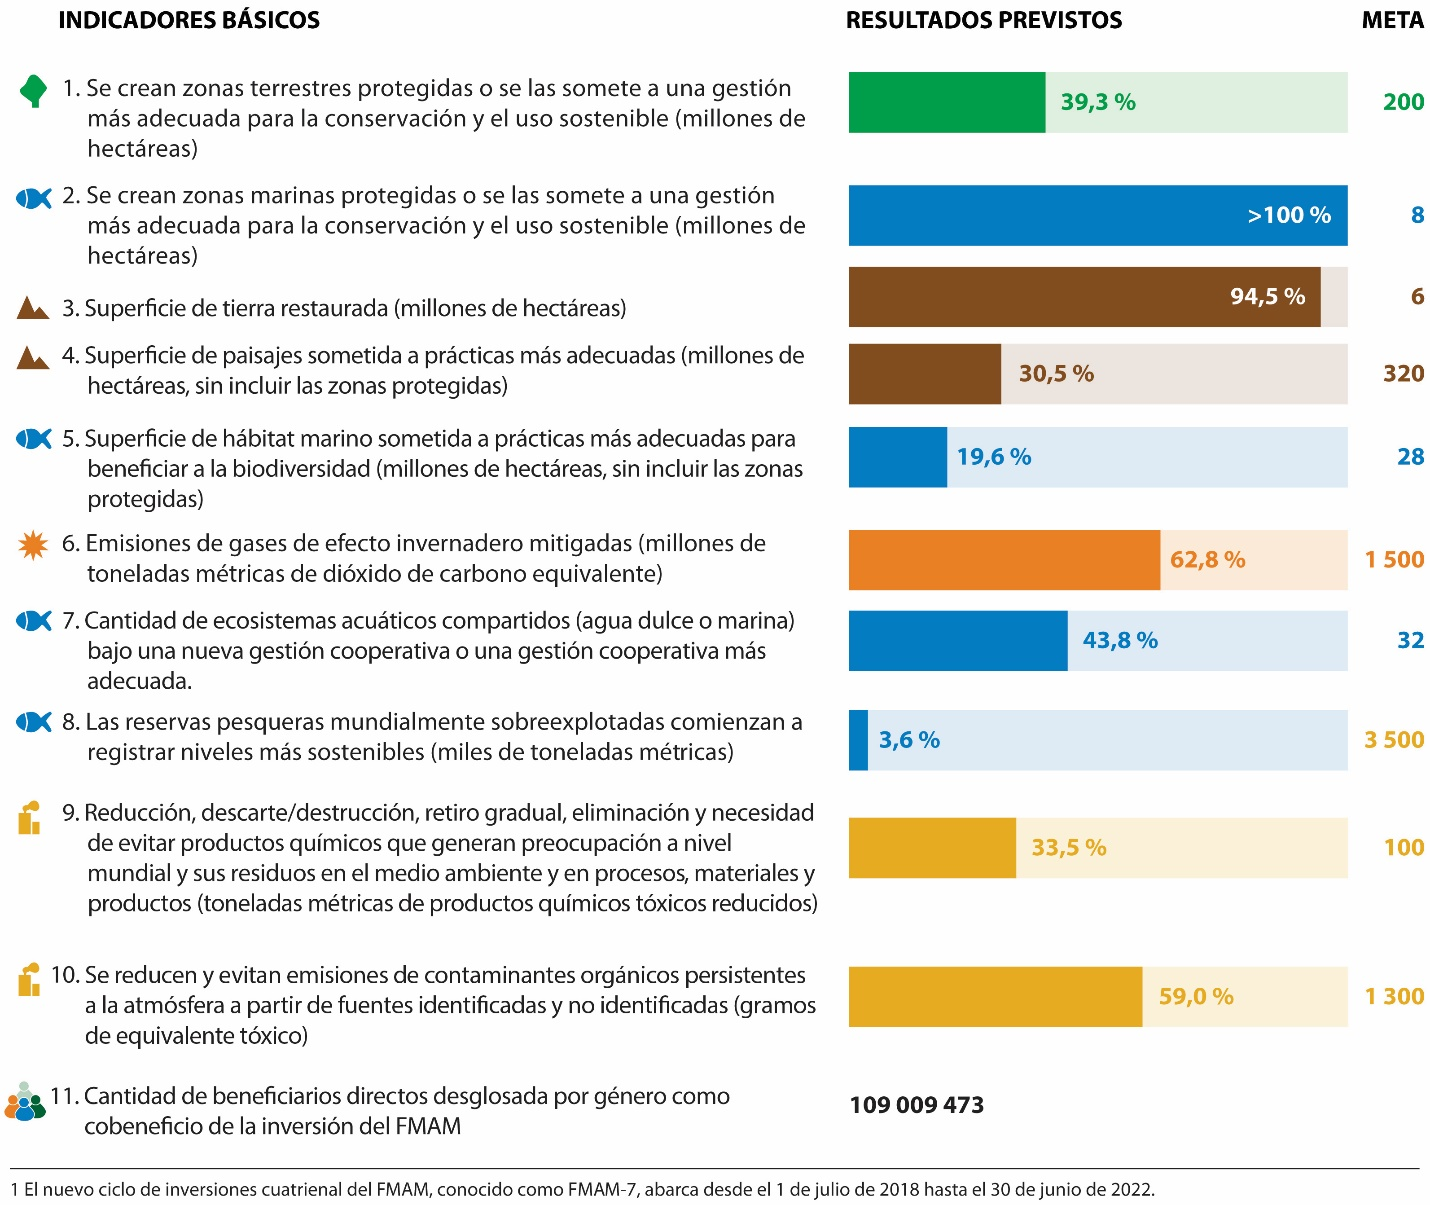 INDICADORES BÁSICOS RESULTADOS PREVISTOS META
1. Se crean zonas terrestres protegidas o se las somete a una gestión
más adecuada para la conservación y el uso sostenible (millones de
hectáreas)
39,3 % 200
2. Se crean zonas marinas protegidas o se las somete a una gestión
más adecuada para la conservación y el uso sostenible (millones de
hectáreas)
>100 % 8
3. Superficie de tierra restaurada (millones de hectáreas)
94,5 % 6
4. Superficie de paisajes sometida a prácticas más adecuadas (millones de
hectáreas, sin incluir las zonas protegidas)
30,5 % 320
5. Superficie de hábitat marino sometida a prácticas más adecuadas para
beneficiar a la biodiversidad (millones de hectáreas, sin incluir las zonas
protegidas)
19,6 % 28
6. Emisiones de gases de efecto invernadero mitigadas (millones de
toneladas métricas de dióxido de carbono equivalente)
62,8 % 1 500
7. Cantidad de ecosistemas acuáticos compartidos (agua dulce o marina)
bajo una nueva gestión cooperativa o una gestión cooperativa más
adecuada.
43,8 % 32
8. Las reservas pesqueras mundialmente sobreexplotadas comienzan a
registrar niveles más sostenibles (miles de toneladas métricas)
3,6 % 3 500
9. Reducción, descarte/destrucción, retiro gradual, eliminación y necesidad
de evitar productos químicos que generan preocupación a nivel
mundial y sus residuos en el medio ambiente y en procesos, materiales y
productos (toneladas métricas de productos químicos tóxicos reducidos)
33,5 % 100
10. Se reducen y evitan emisiones de contaminantes orgánicos persistentes
a la atmósfera a partir de fuentes identificadas y no identificadas (gramos
de equivalente tóxico)
59,0 % 1 300
11. Cantidad de beneficiarios directos desglosada por género como
cobeneficio de la inversión del FMAM
109 009 473
1 El nuevo ciclo de inversiones cuatrienal del FMAM, conocido como FMAM-7, abarca desde el 1 de julio de 2018 hasta el 30 de junio de 2022.